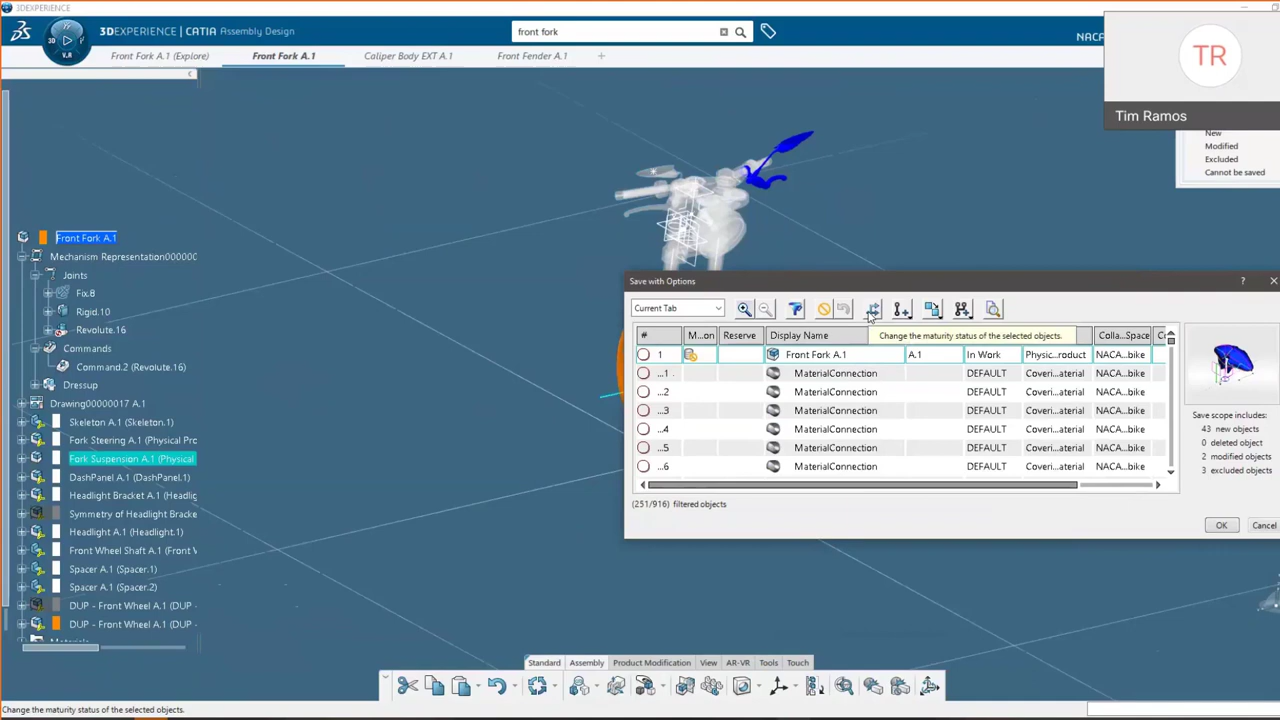 3DEXPERIENCE
3DEXPERIENCE | CATIA Assembly Design
front fork
NACA
3D
V.R
Front Fork A.1 (Explore)
Front Fork A.1
Caliper Body EXT A.1
Front Fender A.1
TR
Tim Ramos
New
Modified
Excluded
Cannot be saved
Front Fork A.1
Mechanism Representation000000
Joints
Fix.8
Rigid.10
Revolute.16
Commands
Command.2 (Revolute.16)
Dressup
Drawing00000017 A.1
Skeleton A.1 (Skeleton.1)
Fork Steering A.1 (Physical Prc
Fork Suspension A.1 (Physical
DashPanel A.1 (DashPanel.1)
Headlight Bracket A.1 (Headlig
Symmetry of Headlight Bracke
Headlight A.1 (Headlight.1)
Front Wheel Shaft A.1 (Front V
Spacer A.1 (Spacer.1)
Spacer A.1 (Spacer.2)
DUP - Front Wheel A.1 (DUP -
DUP - Front Wheel A.1 (DUP -
Save with Options
Current Tab
Change the maturity status of the selected objects.
# M...on Reserve Display Name Colla...Space
1 Front Fork A.1 A.1 In Work Physic...roduct NACA...bike
...1 . MaterialConnection DEFAULT Coveri...aterial NACA...bike
...2 MaterialConnection DEFAULT Coveri...aterial NACA...bike
...3 MaterialConnection DEFAULT Coveri...aterial NACA...bike
...4 MaterialConnection DEFAULT Coveri...aterial NACA...bike
...5 MaterialConnection DEFAULT Coveri...aterial NACA...bike
...6 MaterialConnection DEFAULT Coveri...aterial NACA...bike
(251/916) filtered objects
Save scope includes:
43 new objects
0 deleted object
2 modified objects
3 excluded objects
OK
Cancel
Standard
Assembly
Product Modification
View
AR-VR
Tools
Touch
Change the maturity status of the selected objects.